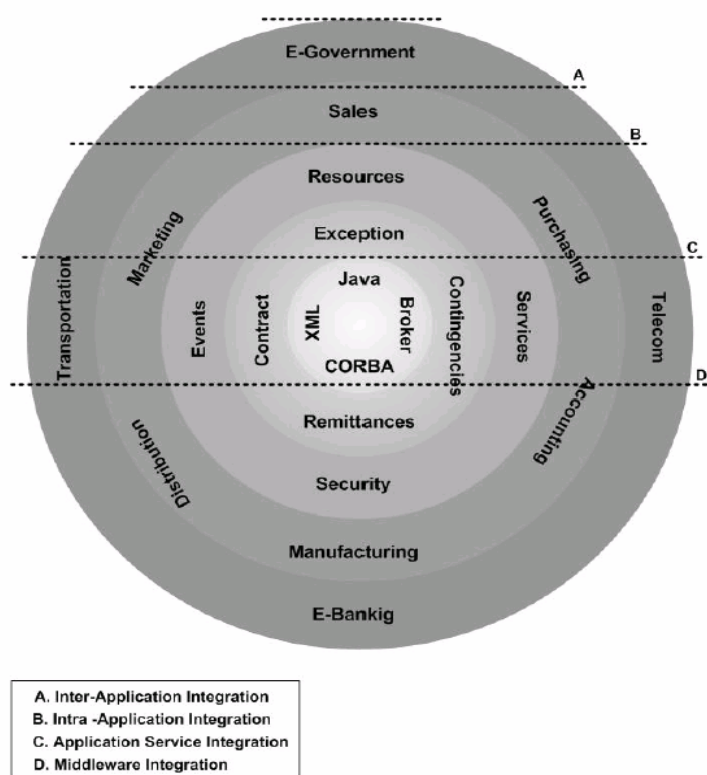 E-Government
A
Sales
B
Resources
Marketing
Purchasing
Exception
C
Java
Transportation
Events
Contract
XML
Broker
Contingencies
Services
Telecom
CORBA
D
Remittances
Accounting
Distribution
Security
Manufacturing
E-Bankig
A. Inter-Application Integration
B. Intra -Application Integration
C. Application Service Integration
D. Middleware Integration